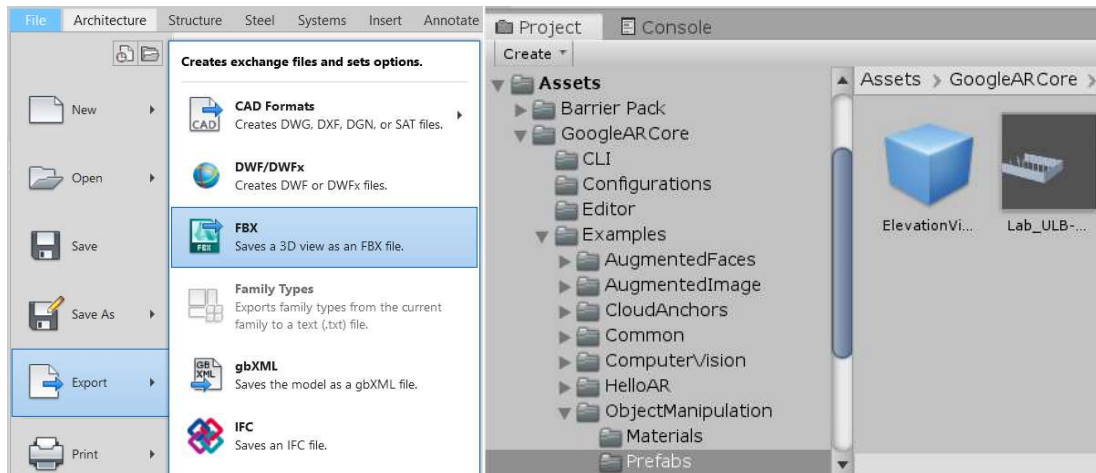 File Architecture Structure Steel Systems Insert Annotate
Creates exchange files and sets options.
New
Open
Save
Save As
Export
Print
CAD
CAD Formats
Creates DWG, DXF, DGN, or SAT files.
DWF/DWFx
Creates DWF or DWFx files.
FBX
FBX
Saves a 3D view as an FBX file.
Family Types
Exports family types from the current
family to a text (.txt) file.
GB
XML
gbXML
Saves the model as a gbXML file.
IFC
Saves an IFC file.
Project Console
Create
Assets
Barrier Pack
GoogleARCore
CLI
Configurations
Editor
Examples
AugmentedFaces
AugmentedImage
CloudAnchors
Common
ComputerVision
HelloAR
ObjectManipulation
Materials
Prefabs
Assets > GoogleARCore >
ElevationVi...
Lab_ULB-...